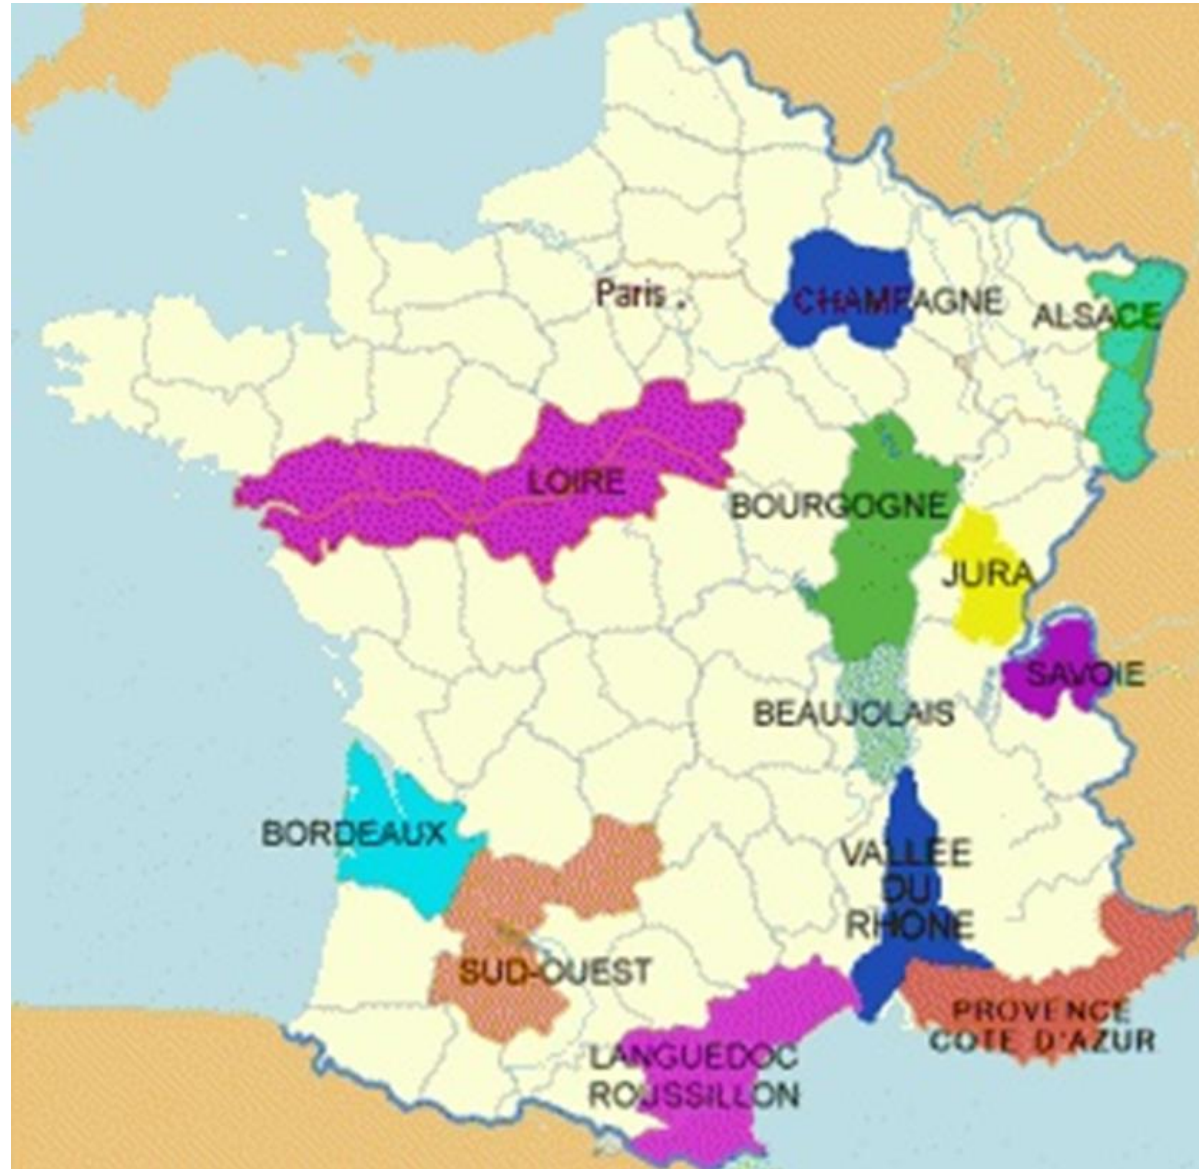 Paris .
CHAMPAGNE
ALSACE
LOIRE
BOURGOGNE
JURA
SAVOIE
BEAUJOLAIS
BORDEAUX
VALLEE
DU
RHONE
SUD-OUEST
PROVENCE
COTE D'AZUR
LANGUEDOC
ROUSSILLON